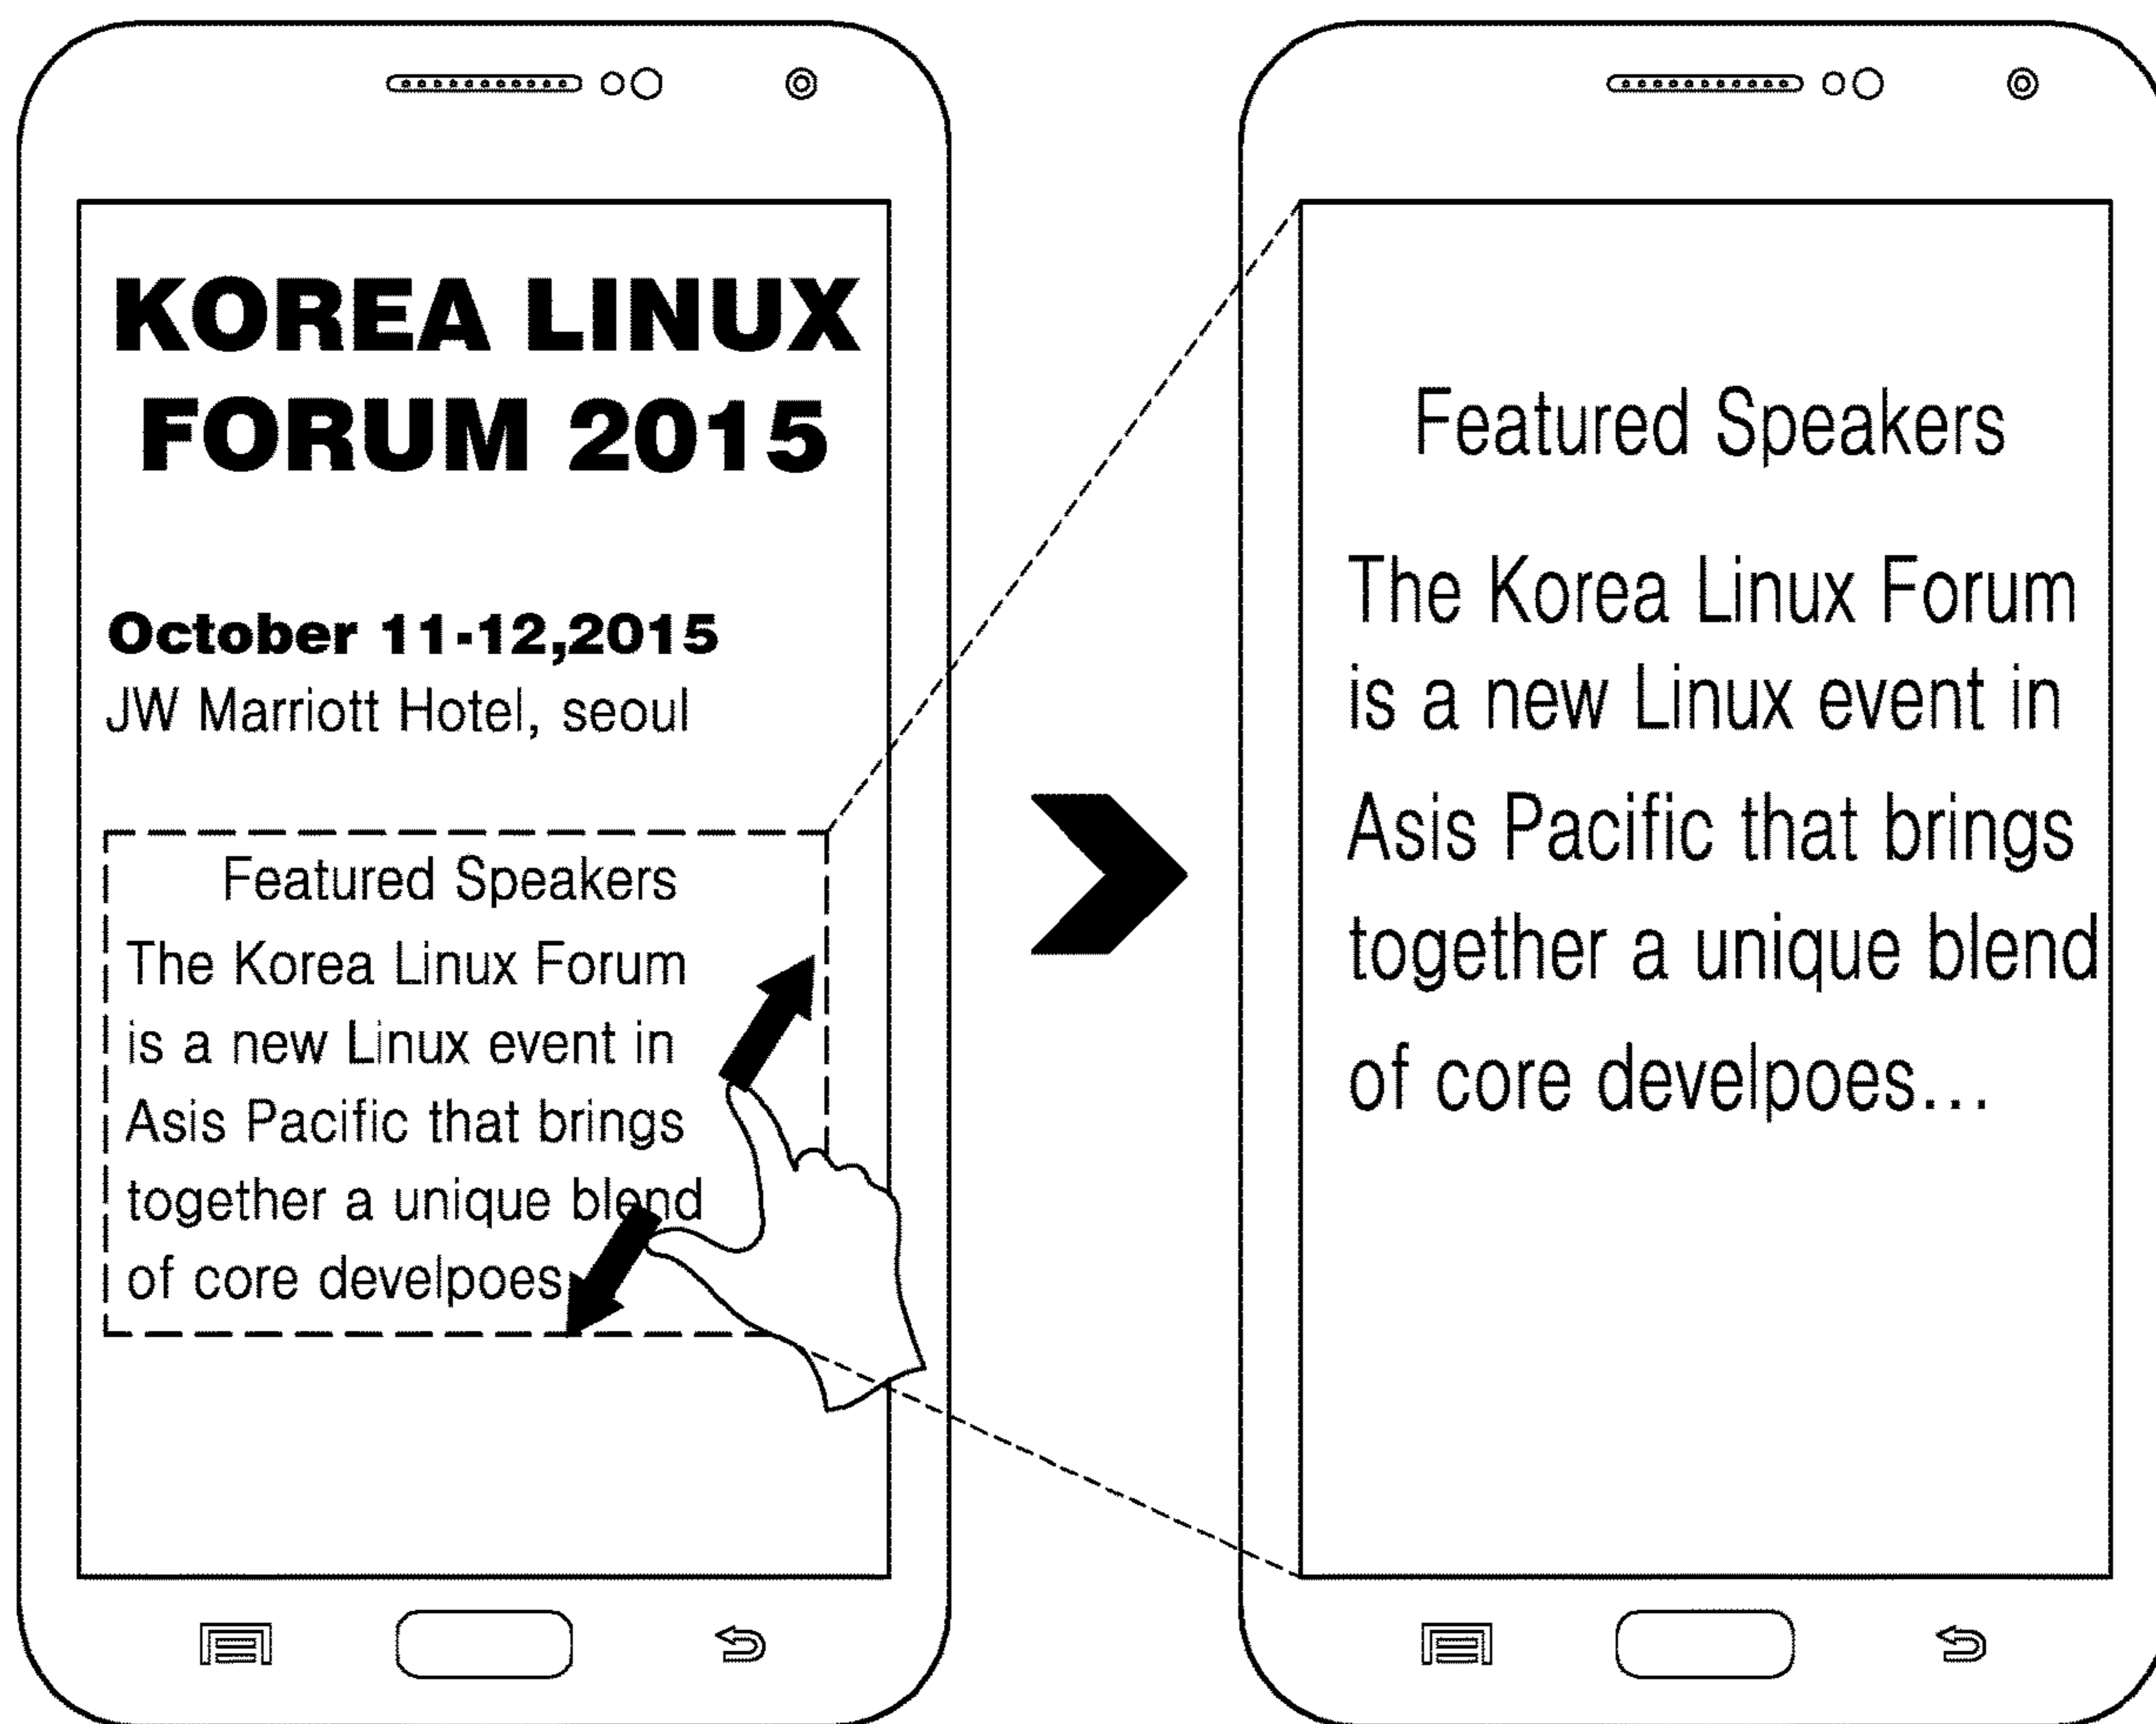 KOREA LINUX
FORUM 2015
October 11-12,2015
JW Marriott Hotel, seoul
Featured Speakers
The Korea Linux Forum
is a new Linux event in
Asis Pacific that brings
together a unique blend
of core develpoes
Featured Speakers
The Korea Linux Forum
is a new Linux event in
Asis Pacific that brings
together a unique blend
of core develpoes...